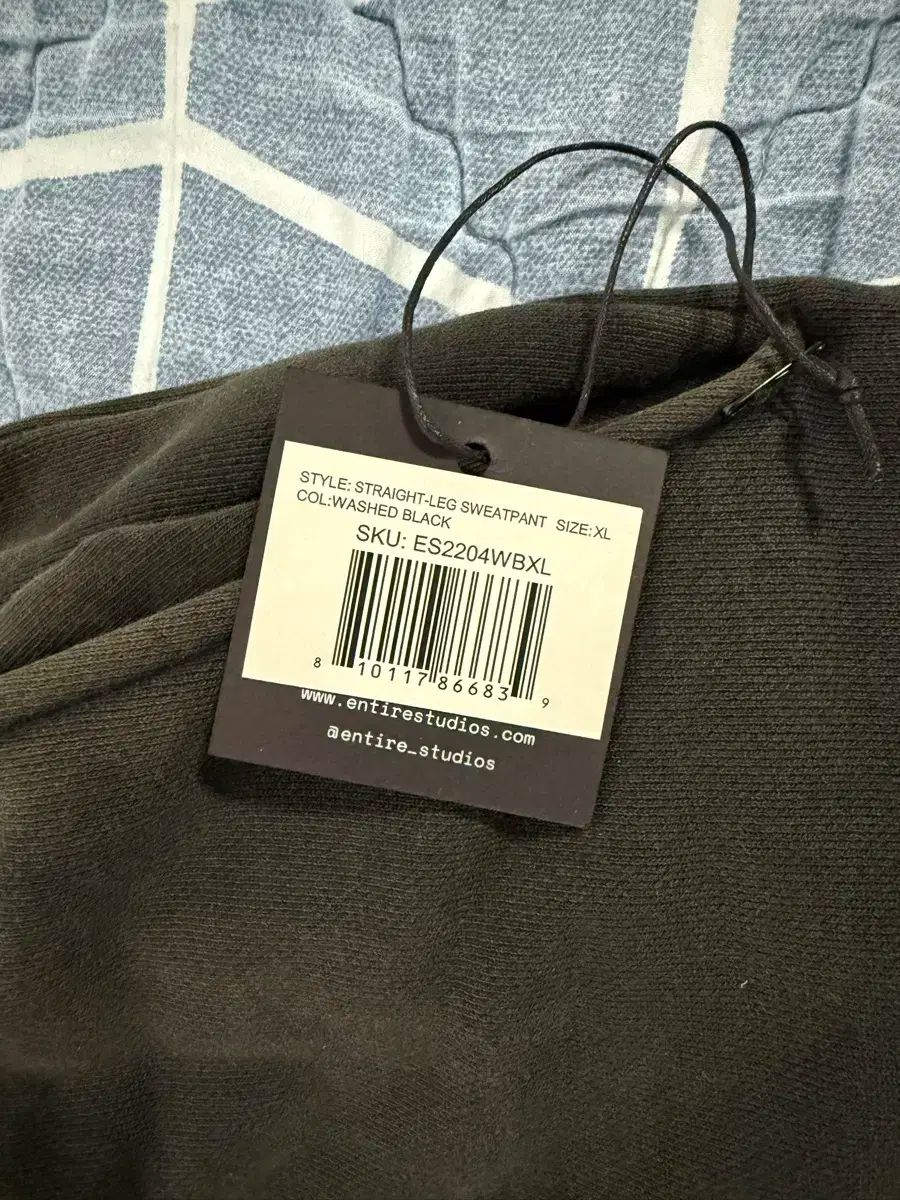 STYLE: STRAIGHT-LEG SWEATPANT SIZE:XL
COL:WASHED BLACK
SKU: ES2204WBXL
8 10117 86683 9
www.entirestudios.com
@entire_studios